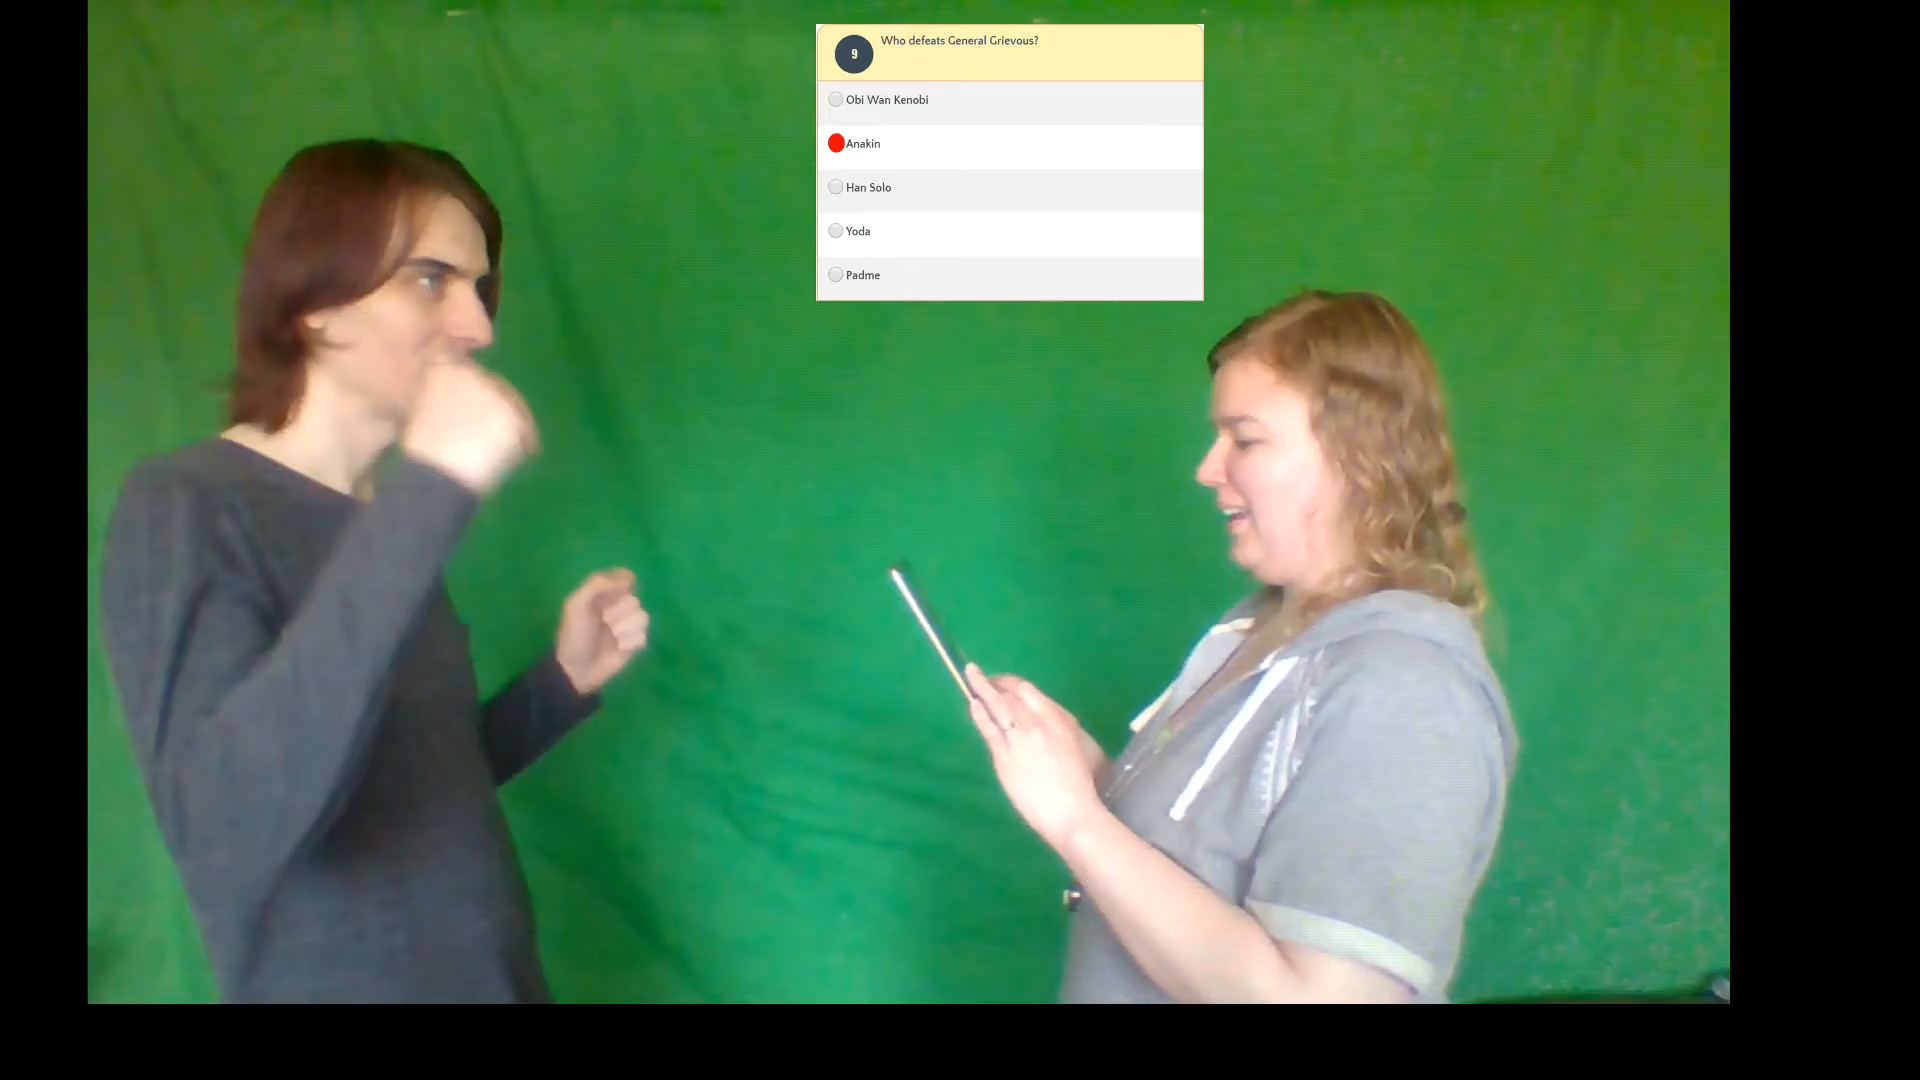 9
Who defeats General Grievous?
Obi Wan Kenobi
Anakin
Han Solo
Yoda
Padme